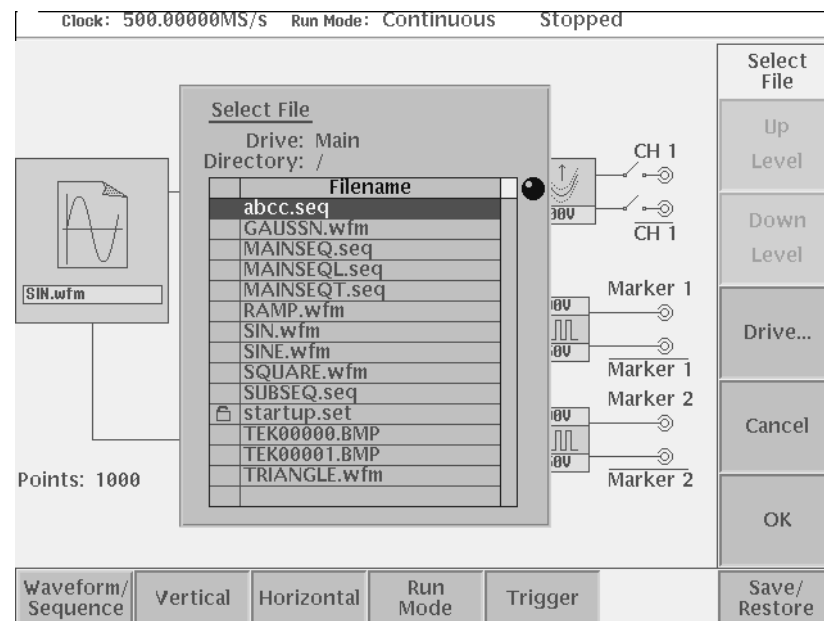 Clock: 500.00000MS/s Run Mode: Continuous Stopped
Select File
Drive: Main
Directory: /
Filename
abcc.seq
GAUSSN.wfm
MAINSEQ.seq
MAINSEQL.seq
MAINSEQT.seq
RAMP.wfm
SIN.wfm
SINE.wfm
SQUARE.wfm
SUBSEQ.seq
startup.set
TEK00000.BMP
TEK00001.BMP
TRIANGLE.wfm
SIN.wfm
Points: 1000
CH 1
CH 1
Marker 1
Marker 1
Marker 2
Marker 2
Select
File
Up
Level
Down
Level
Drive...
Cancel
OK
Waveform/
Sequence
Vertical
Horizontal
Run
Mode
Trigger
Save/
Restore